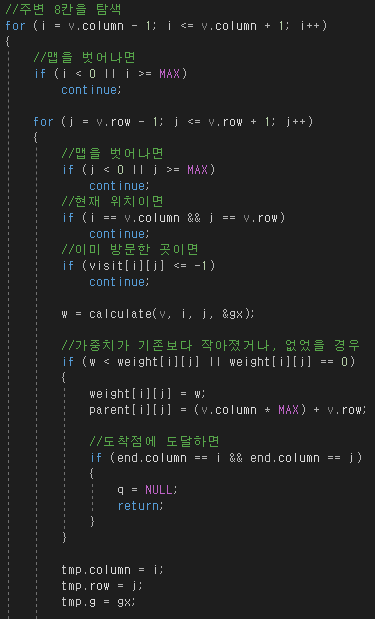 //주변 8칸을 탐색
for (i = v.column - 1; i <= v.column + 1; i++)
{
//맵을 벗어나면
if (i < 0 || i >= MAX)
continue;
for (j = v.row - 1; j <= v.row + 1; j++)
{
//맵을 벗어나면
if (j < 0 || j >= MAX)
continue;
//현재 위치이면
if (i == v.column && j == v.row)
continue;
//이미 방문한 곳이면
if (visit[i][j] <= -1)
continue;
w = calculate(v, i, j, &gx);
//가중치가 기존보다 작아졌거나, 없었을 경우
if (w < weight[i][j] || weight[i][j] == 0)
{
weight[i][j] = w;
parent[i][j] = (v.column * MAX) + v.row;
//도착점에 도달하면
if (end.column == i && end.column == j)
{
q = NULL;
return;
}
}
tmp.column = i;
tmp.row = j;
tmp.g = gx;